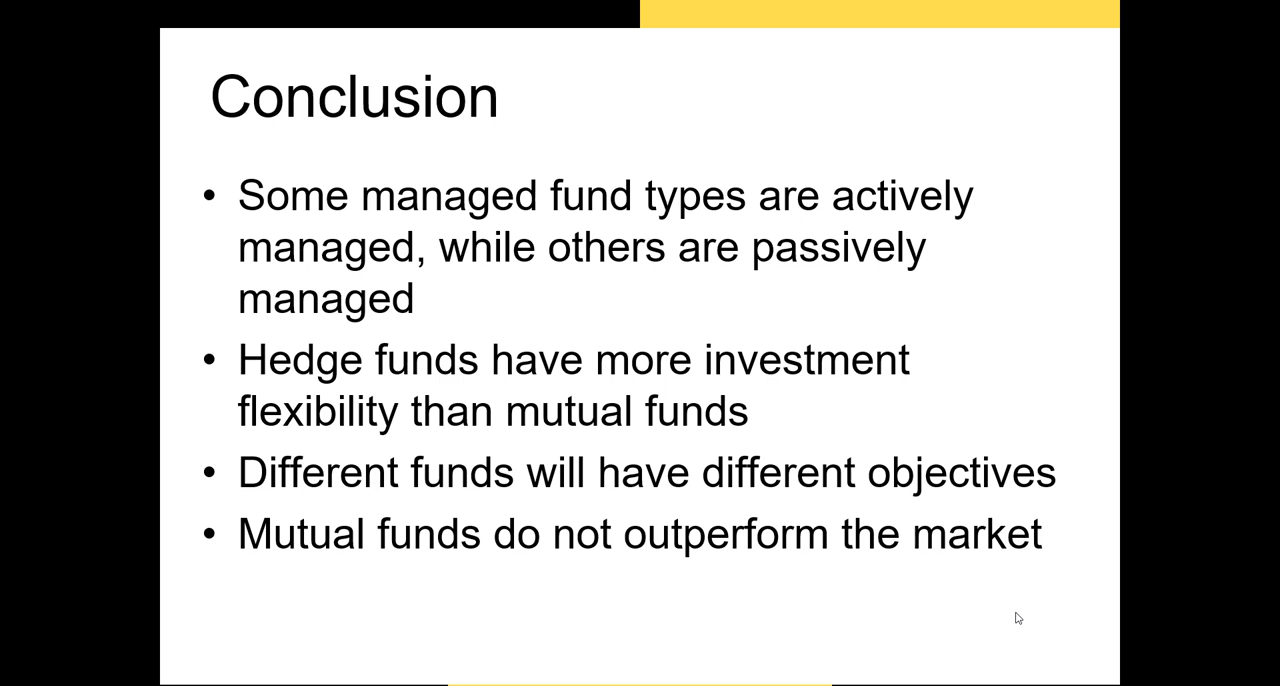 Conclusion
• Some managed fund types are actively
managed, while others are passively
managed
• Hedge funds have more investment
flexibility than mutual funds
• Different funds will have different objectives
• Mutual funds do not outperform the market